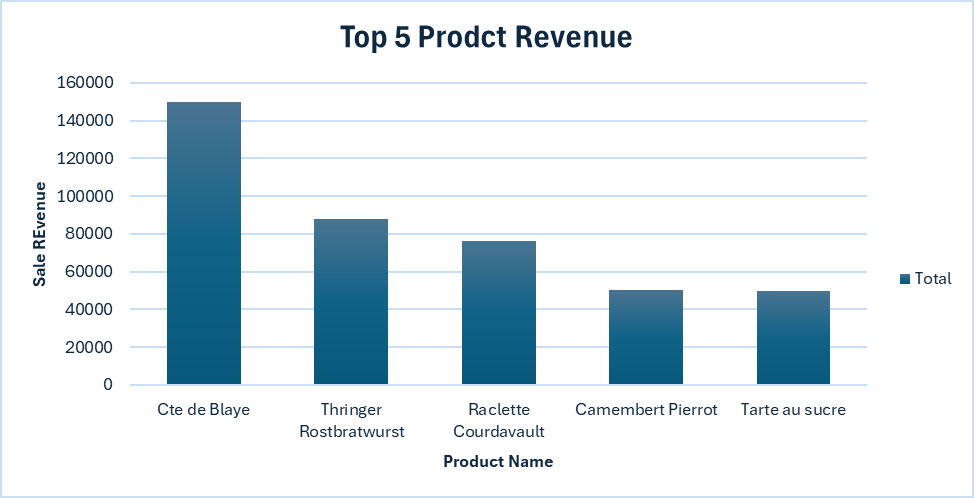 Top 5 Prodct Revenue
160000
140000
120000
100000
80000
60000
40000
20000
0
Sale REvenue
Cte de Blaye
Thringer
Rostbratwurst
Raclette
Courdavault
Camembert Pierrot
Tarte au sucre
Product Name
Total